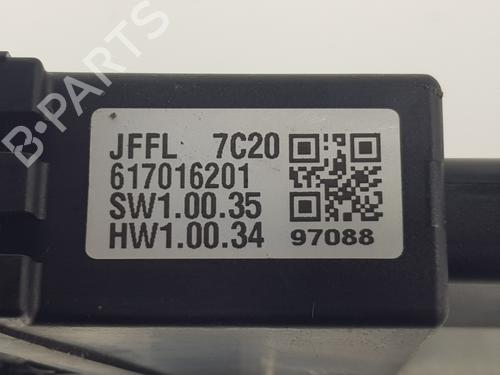 B-PARTS
JFFL 7C20
617016201
SW1.00.35
HW1.00.34
97088